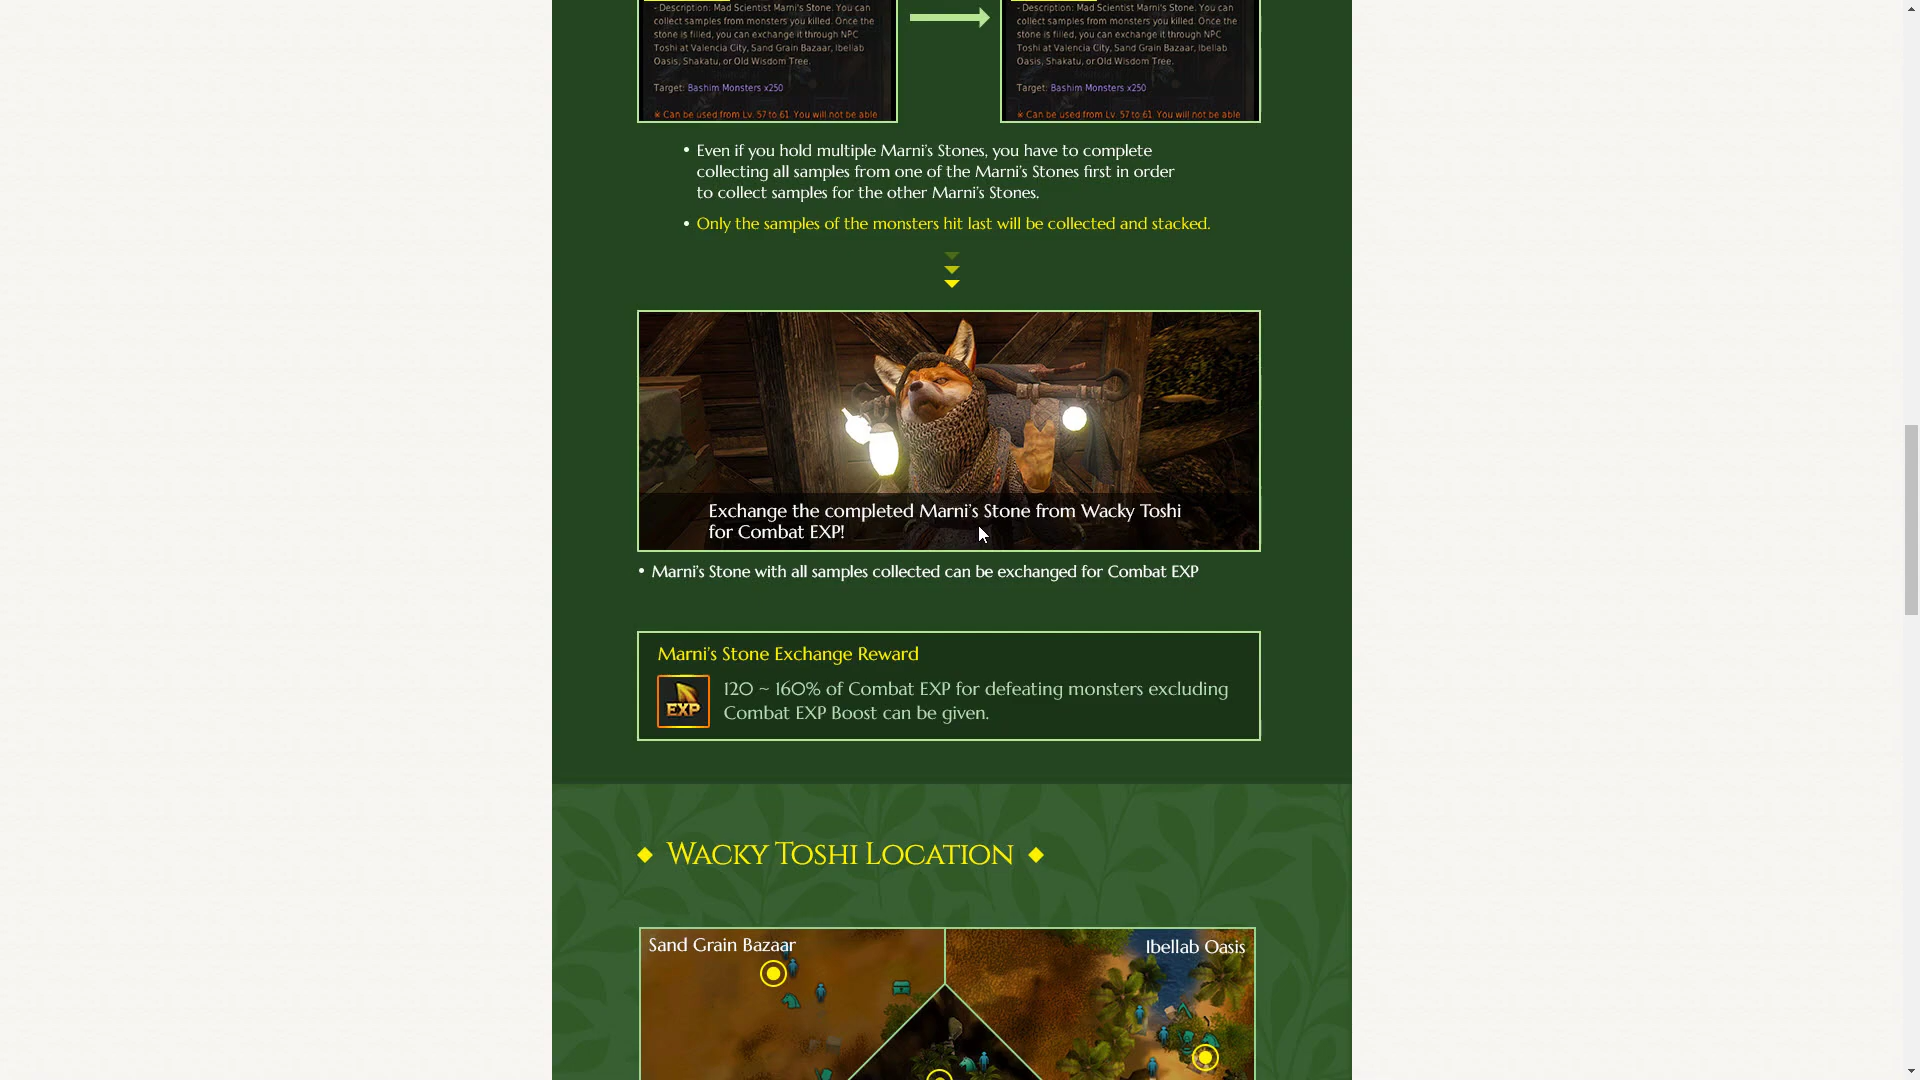 - Description: Mad Scientist Marni's Stone. You can
collect samples from monsters you killed. Once the
stone is filled, you can exchange it through NPC
Toshi at Valencia City, Sand Grain Bazaar, Ibellab
Oasis, Shakatu, or Old Wisdom Tree.
Target: Bashim Monsters x250
※ Can be used from Lv. 57 to 61. You will not be able
- Description: Mad Scientist Marni's Stone. You can
collect samples from monsters you killed. Once the
stone is filled, you can exchange it through NPC
Toshi at Valencia City, Sand Grain Bazaar, Ibellab
Oasis, Shakatu, or Old Wisdom Tree.
Target: Bashim Monsters x250
※ Can be used from Lv. 57 to 61. You will not be able
• Even if you hold multiple Marni's Stones, you have to complete
collecting all samples from one of the Marni's Stones first in order
to collect samples for the other Marni's Stones.
• Only the samples of the monsters hit last will be collected and stacked.
Exchange the completed Marni's Stone from Wacky Toshi
for Combat EXP!
• Marni's Stone with all samples collected can be exchanged for Combat EXP
Marni's Stone Exchange Reward
EXP
120 ~ 160% of Combat EXP for defeating monsters excluding
Combat EXP Boost can be given.
◆ Wacky Toshi Location ◆
Sand Grain Bazaar
Ibellab Oasis